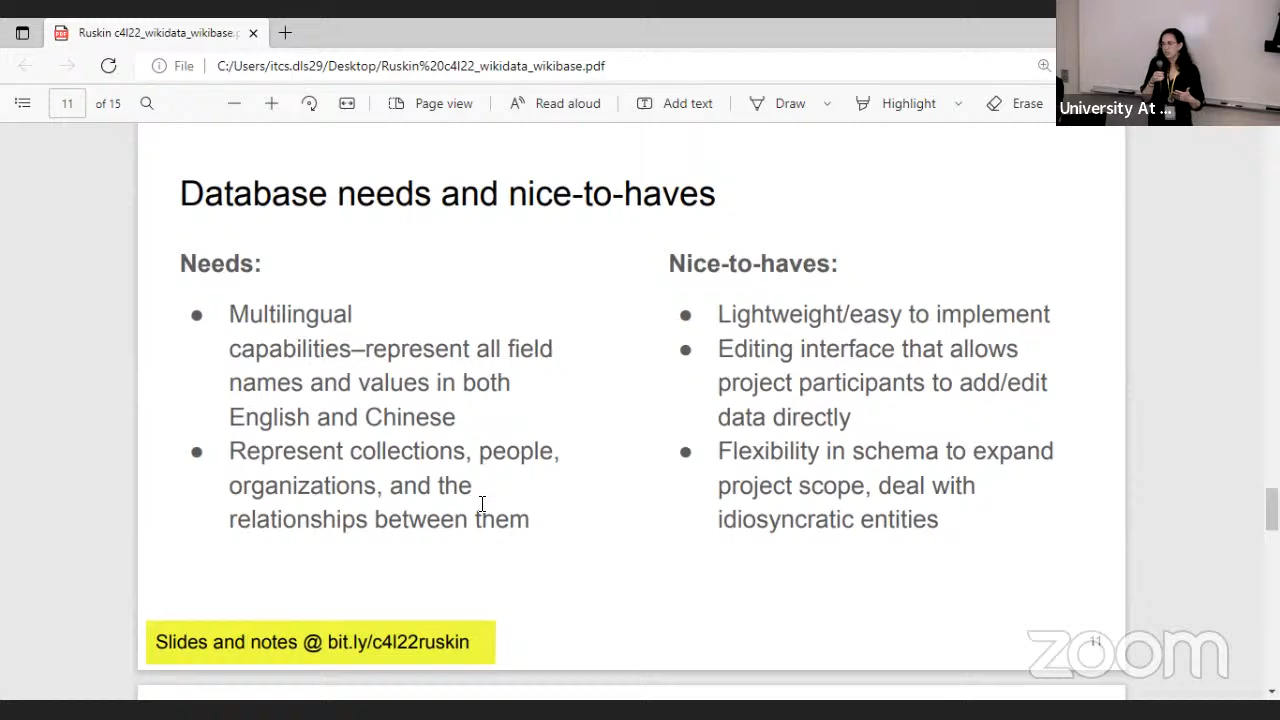 Ruskin c4l22_wikidata_wikibase.p
File C:/Users/itcs.dls29/Desktop/Ruskin%20c4l22_wikidata_wikibase.pdf
11 of 15 Page view Read aloud Add text Draw Highlight Erase
University At ...
Database needs and nice-to-haves
Needs:
● Multilingual
capabilities–represent all field
names and values in both
English and Chinese
● Represent collections, people,
organizations, and the
relationships between them
Nice-to-haves:
● Lightweight/easy to implement
● Editing interface that allows
project participants to add/edit
data directly
● Flexibility in schema to expand
project scope, deal with
idiosyncratic entities
Slides and notes @ bit.ly/c4l22ruskin
11
zoom